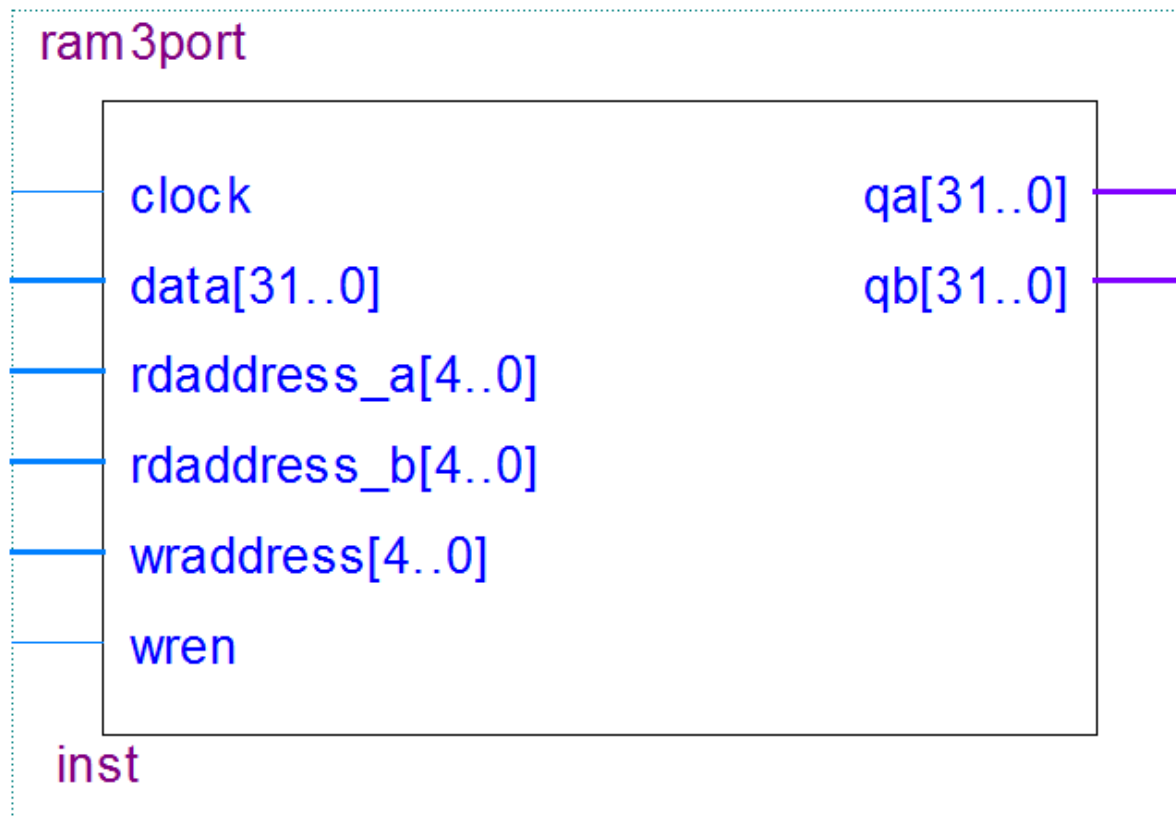 ram3port
clock
qa[31..0]
data[31..0]
qb[31..0]
rdaddress_a[4..0]
rdaddress_b[4..0]
wraddress[4..0]
wren
inst